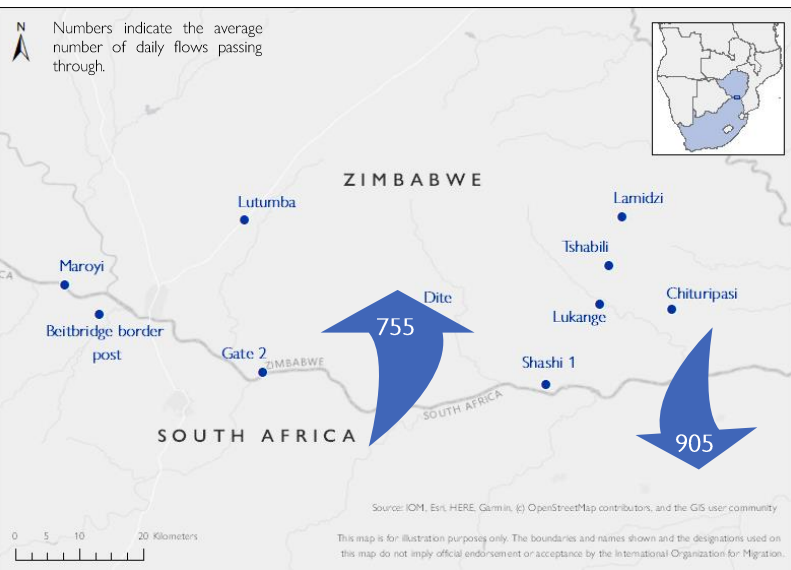 N
Numbers indicate the average
number of daily flows passing
through.
ZIMBABWE
Lutumba
Lamidzi
Tshabili
Maroyi
CA
Dite
Chituripasi
Lukange
755
Beitbridge border
post
Gate 2
ZIMBABWE
Shashi 1
SOUTH AFRICA
SOUTH AFRICA
905
Source: IOM, Esri, HERE, Garmin, (c) OpenStreetMap contributors, and the GIS user community
0 5 10 20 Kilometers
This map is for illustration purposes only. The boundaries and names shown and the designations used on
this map do not imply official endorsement or acceptance by the International Organization for Migration.